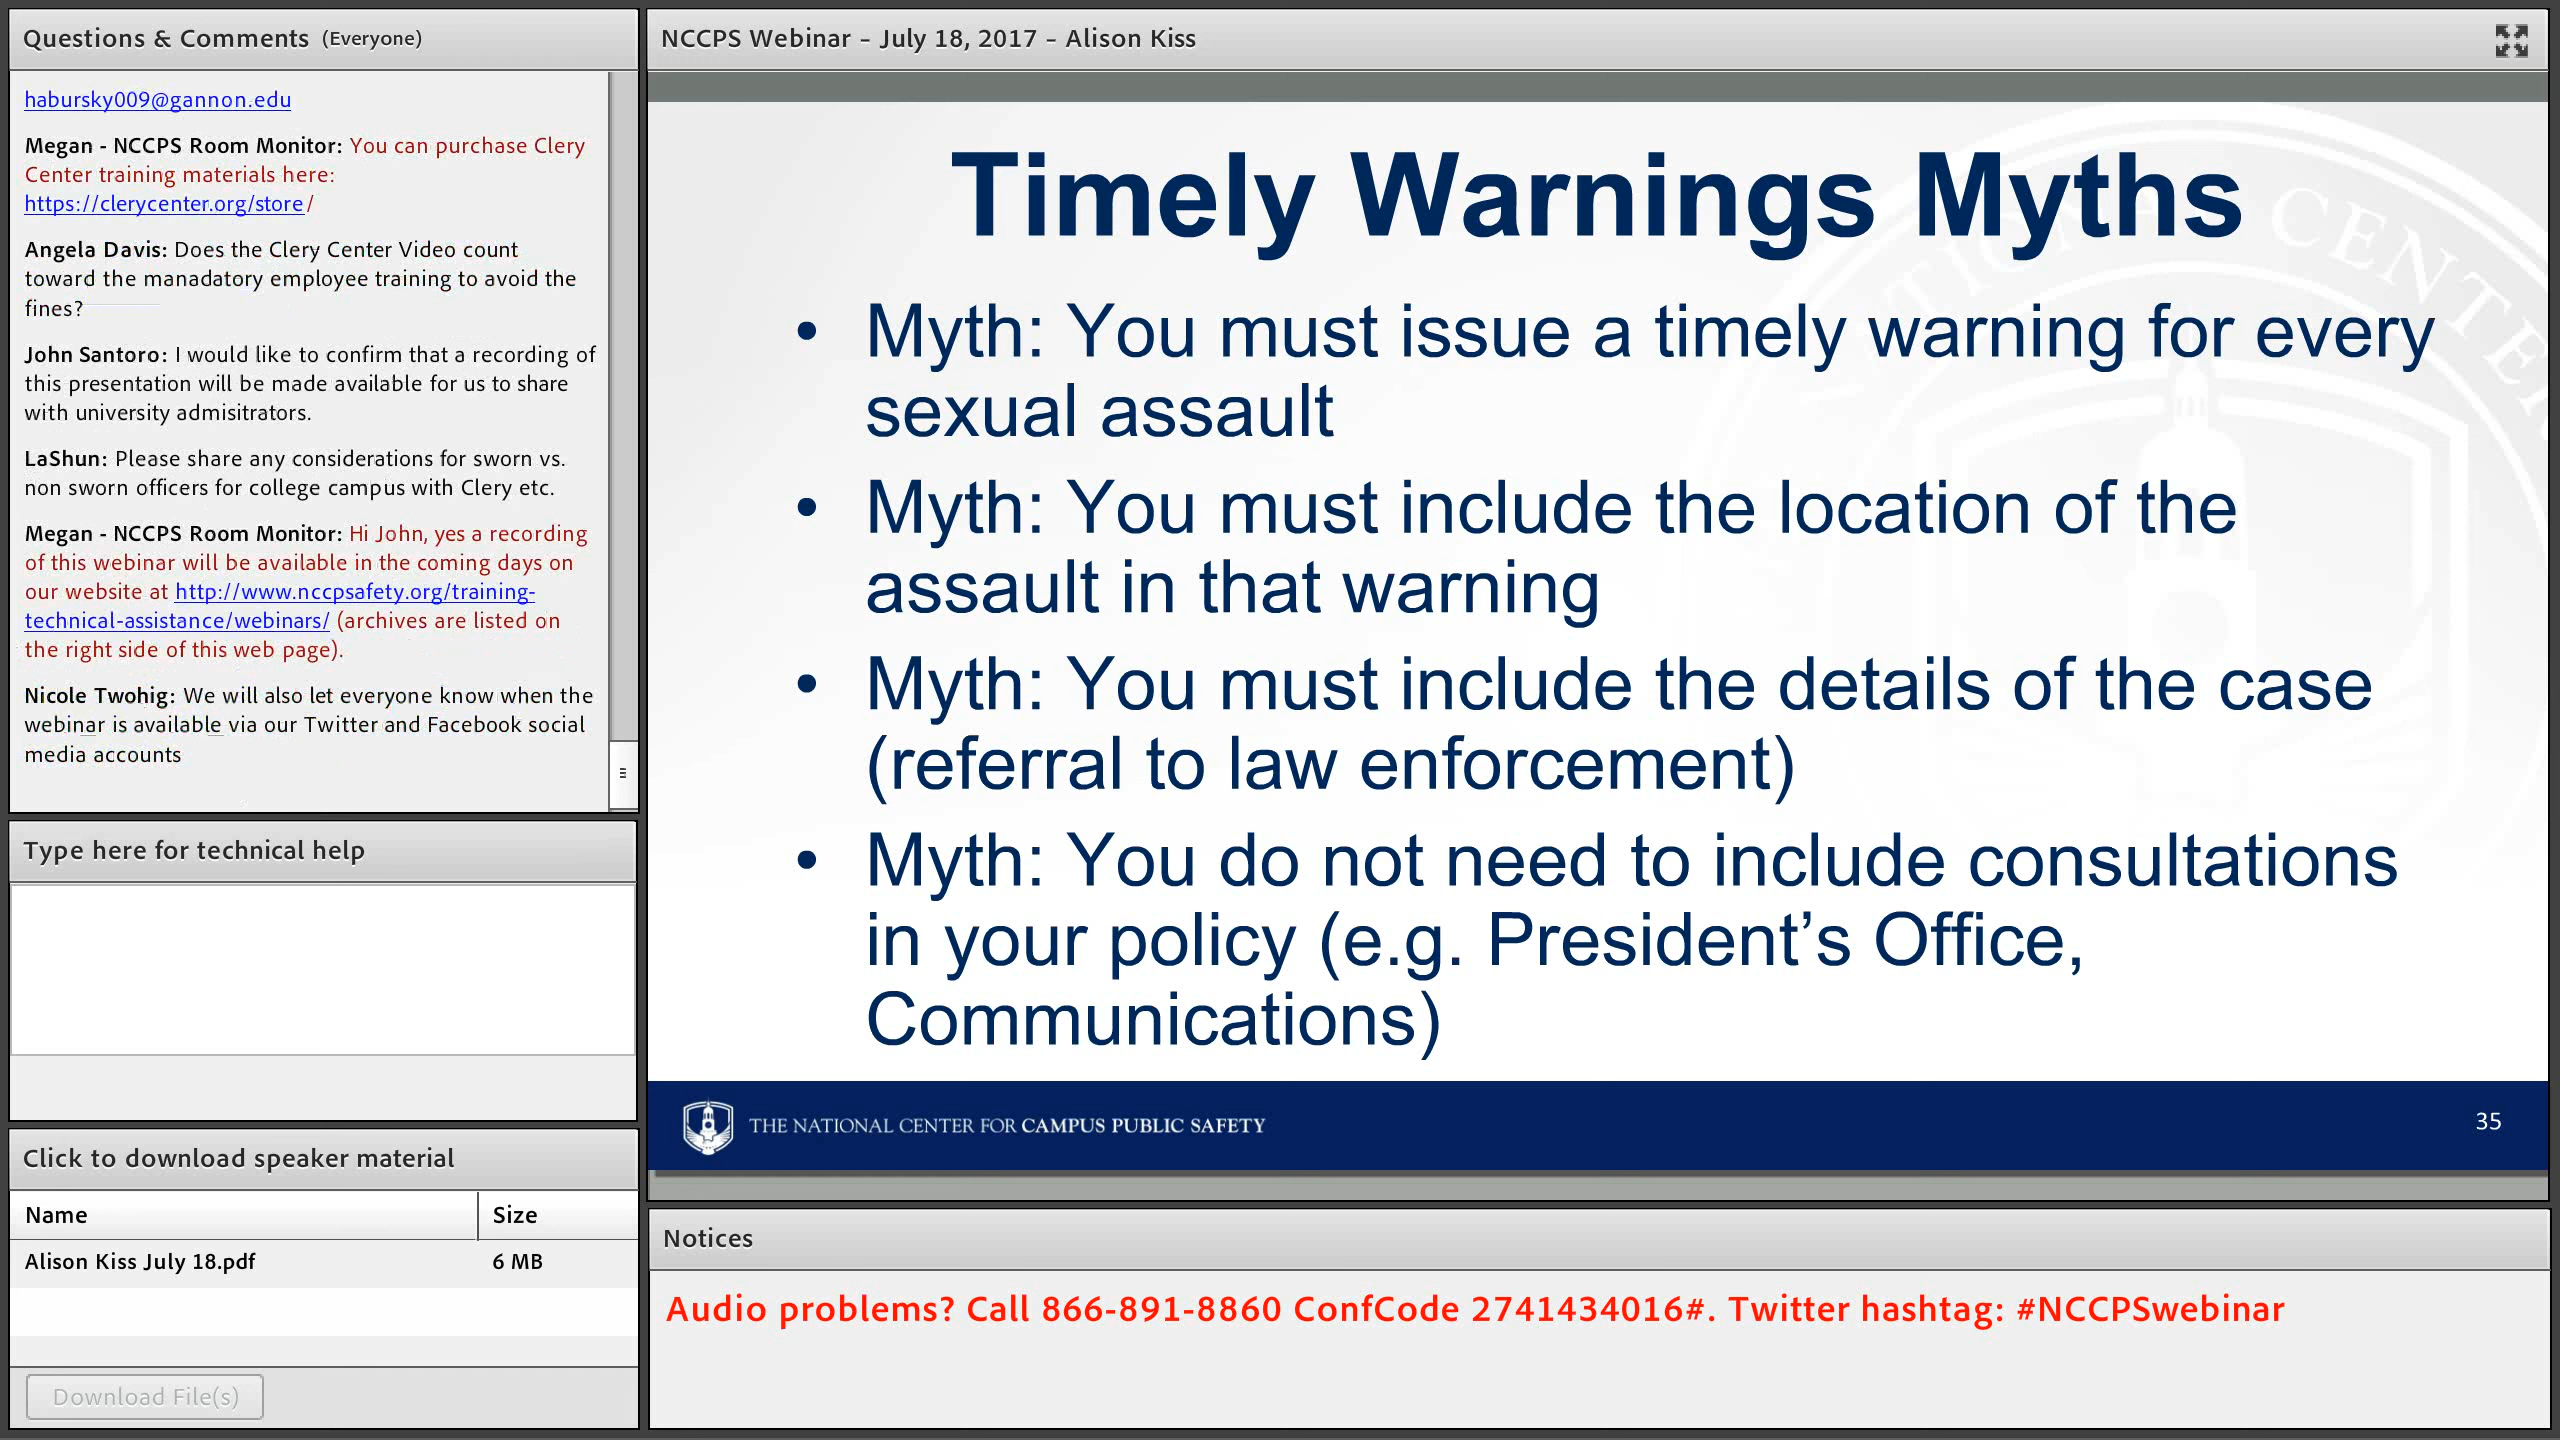 Questions & Comments (Everyone)
habursky009@gannon.edu
Megan - NCCPS Room Monitor: You can purchase Clery
Center training materials here:
https://clerycenter.org/store/
Angela Davis: Does the Clery Center Video count
toward the manadatory employee training to avoid the
fines?
John Santoro: I would like to confirm that a recording of
this presentation will be made available for us to share
with university admisitrators.
LaShun: Please share any considerations for sworn vs.
non sworn officers for college campus with Clery etc.
Megan - NCCPS Room Monitor: Hi John, yes a recording
of this webinar will be available in the coming days on
our website at http://www.nccpsafety.org/training-
technical-assistance/webinars/ (archives are listed on
the right side of this web page).
Nicole Twohig: We will also let everyone know when the
webinar is available via our Twitter and Facebook social
media accounts
Type here for technical help
Click to download speaker material
Name Size
Alison Kiss July 18.pdf 6 MB
Download File(s)
NCCPS Webinar – July 18, 2017 – Alison Kiss
Timely Warnings Myths
• Myth: You must issue a timely warning for every
sexual assault
• Myth: You must include the location of the
assault in that warning
• Myth: You must include the details of the case
(referral to law enforcement)
• Myth: You do not need to include consultations
in your policy (e.g. President’s Office,
Communications)
THE NATIONAL CENTER FOR CAMPUS PUBLIC SAFETY
35
Notices
Audio problems? Call 866-891-8860 ConfCode 2741434016#. Twitter hashtag: #NCCPSwebinar